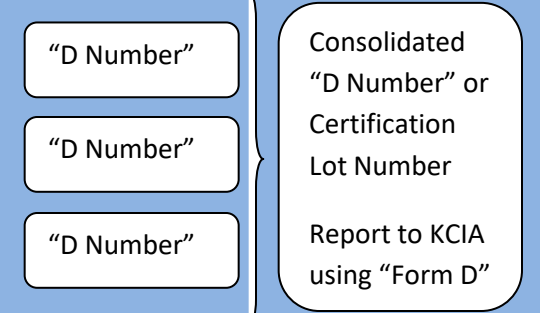 “D Number”
“D Number”
“D Number”
Consolidated
“D Number” or
Certification
Lot Number
Report to KCIA
using “Form D”